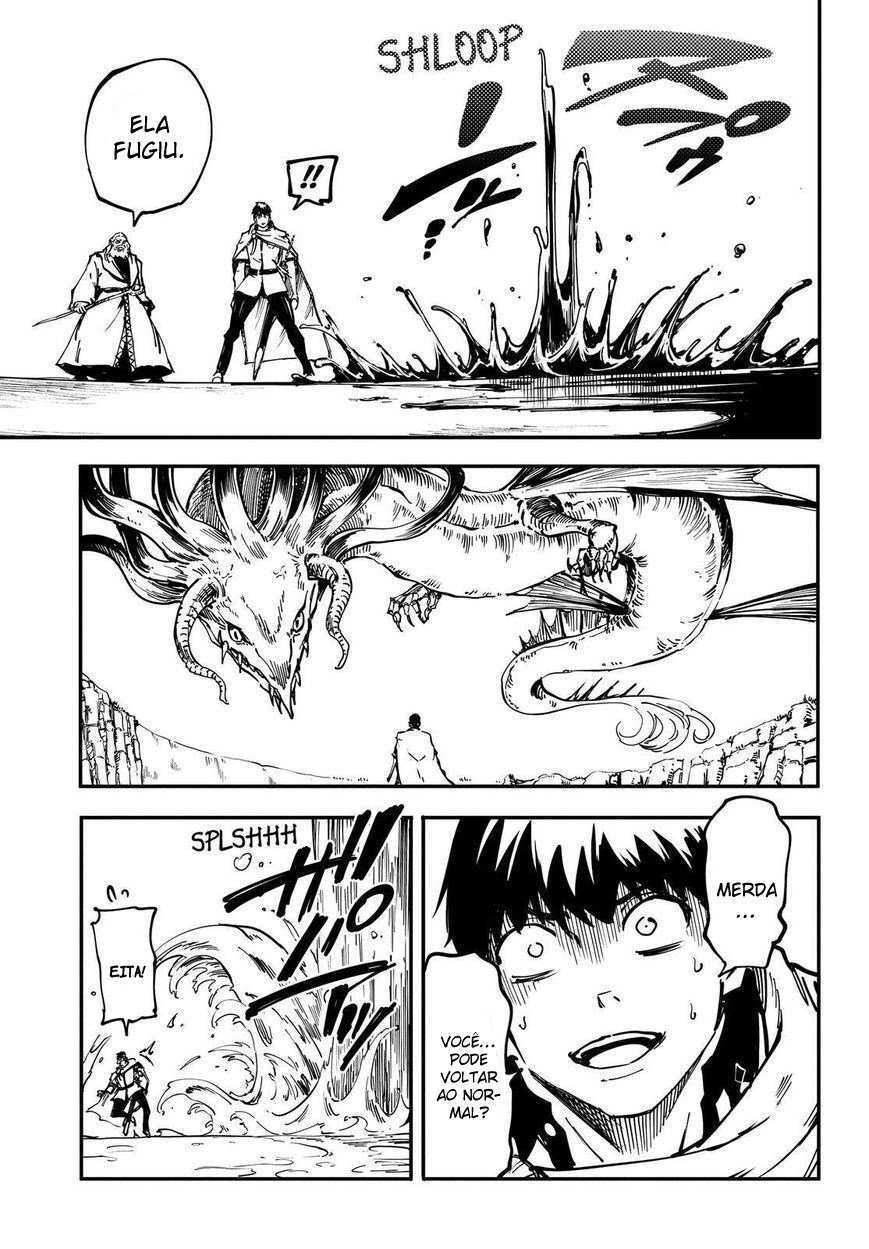 SHLOOP
!!
ELA
FUGIU.
MERDA
...
VOCÊ...
PODE
VOLTAR
AO NOR-
MAL?
SPLSHHH
EITA!